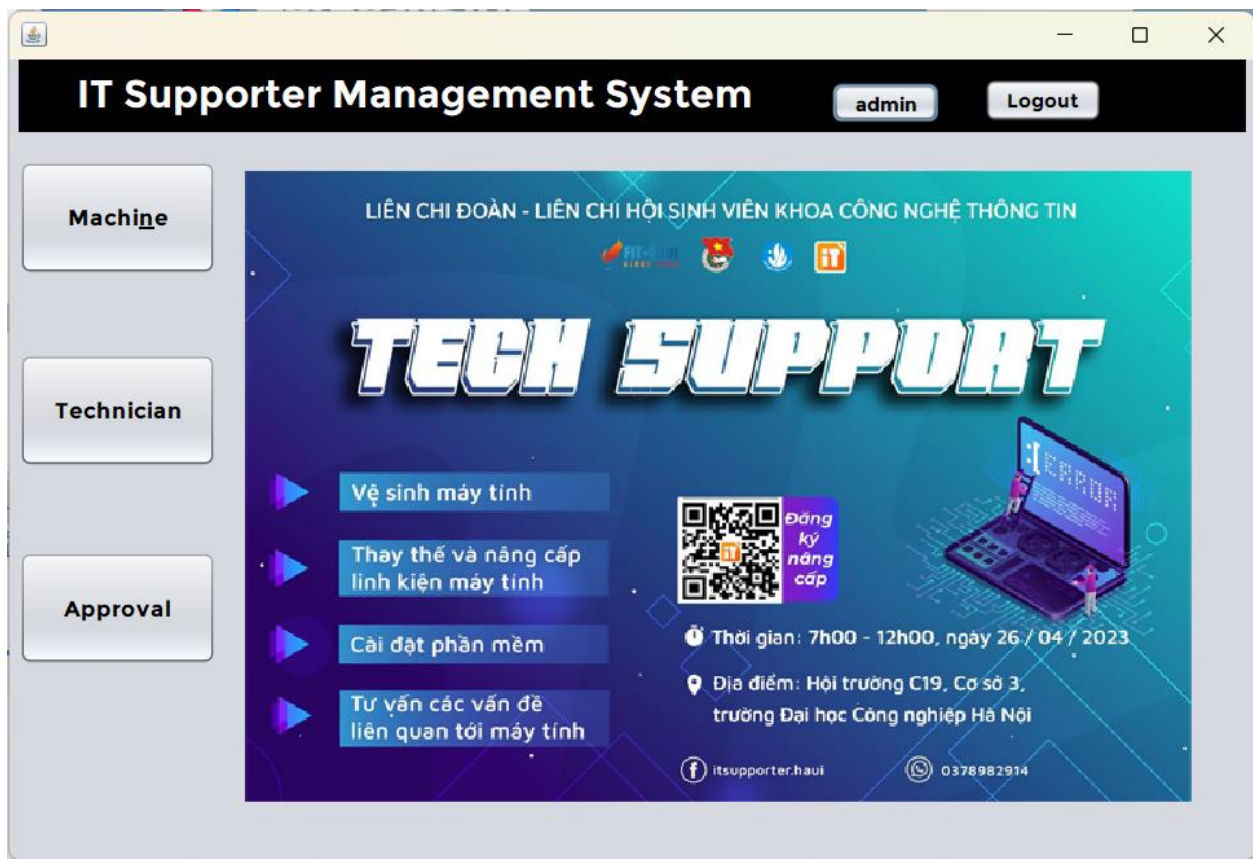 IT Supporter Management System
admin
Logout
Machine
Technician
Approval
LIÊN CHI ĐOÀN - LIÊN CHI HỘI SINH VIÊN KHOA CÔNG NGHỆ THÔNG TIN
iT
TECH SUPPORT
:[ ERROR
Vệ sinh máy tính
Thay thế và nâng cấp
linh kiện máy tính
Cài đặt phần mềm
Tư vấn các vấn đề
liên quan tới máy tính
Đăng
ký
nâng
cấp
Thời gian: 7h00 - 12h00, ngày 26 / 04 / 2023
Địa điểm: Hội trường C19, Cơ sở 3,
trường Đại học Công nghiệp Hà Nội
itsupporter.haui
0378982914